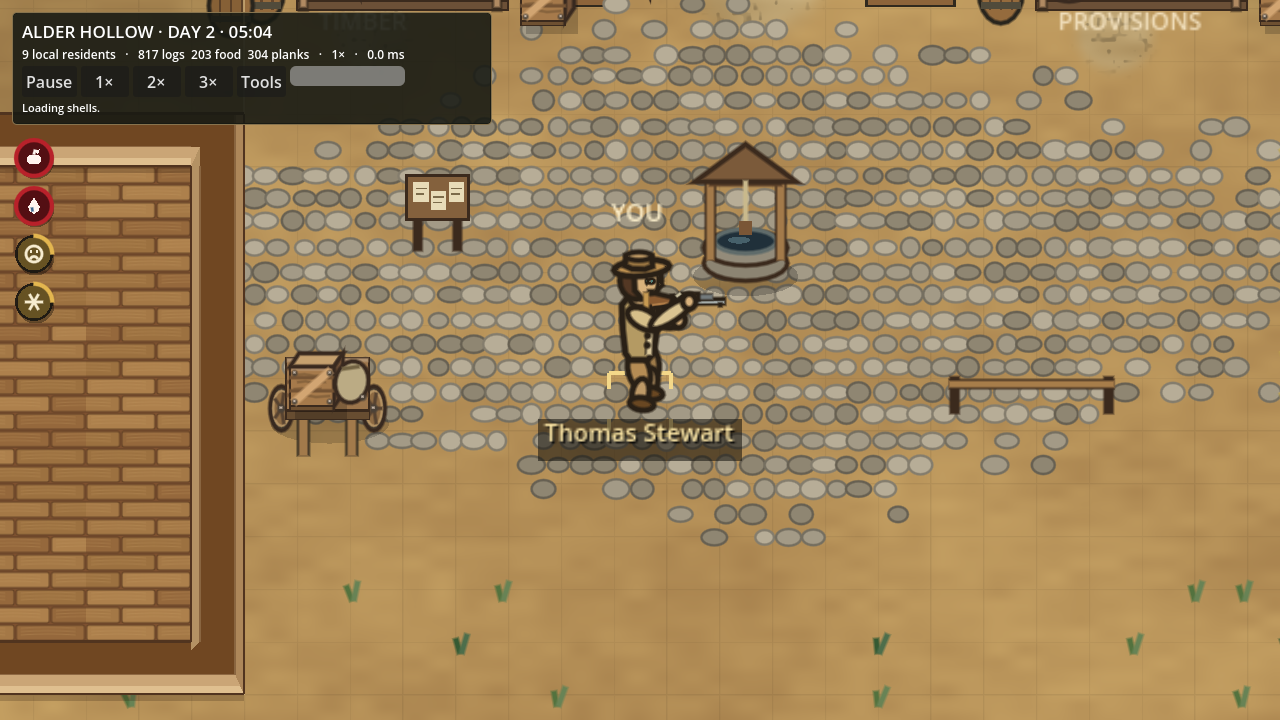 TIMBER
PROVISIONS
ALDER HOLLOW · DAY 2 · 05:04
9 local residents · 817 logs 203 food 304 planks · 1× · 0.0 ms
Pause 1× 2× 3× Tools
Loading shells.
YOU
Thomas Stewart